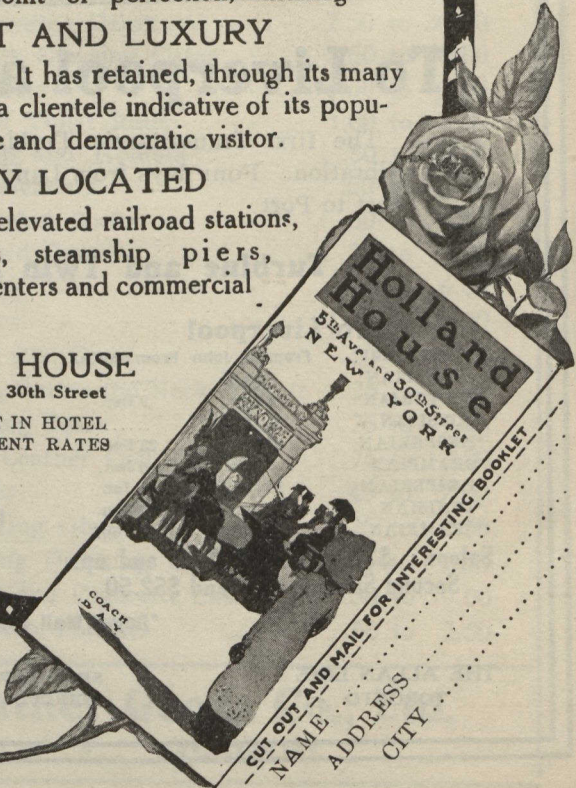 T AND LUXURY
It has retained, through its many
a clientele indicative of its popu-
e and democratic visitor.
Y LOCATED
elevated railroad stations,
steamship piers,
enters and commercial
HOUSE
30th Street
T IN HOTEL
ENT RATES
Holland
House
5th Ave. and 30th Street
NEW YORK
COACH
DAY
CUT OUT AND MAIL FOR INTERESTING BOOKLET
NAME
ADDRESS
CITY